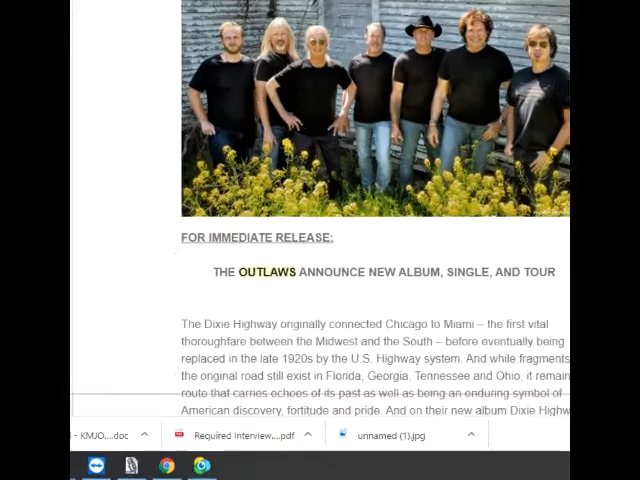 FOR IMMEDIATE RELEASE:
THE OUTLAWS ANNOUNCE NEW ALBUM, SINGLE, AND TOUR
The Dixie Highway originally connected Chicago to Miami – the first vital
thoroughfare between the Midwest and the South – before eventually being
replaced in the late 1920s by the U.S. Highway system. And while fragments
the original road still exist in Florida, Georgia, Tennessee and Ohio, it remain
route that carries echoes of its past as well as being an enduring symbol of
American discovery, fortitude and pride. And on their new album Dixie Highw
- KMJO....doc
Required Interview....pdf
unnamed (1).jpg